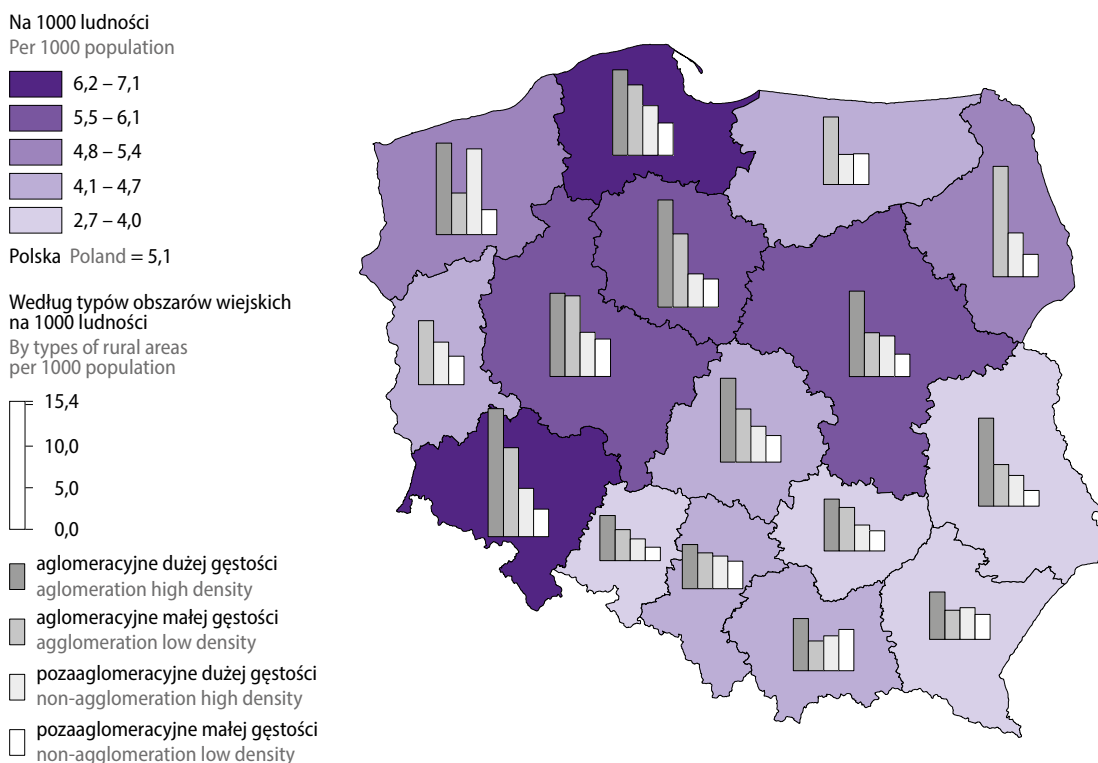 Na 1000 ludności
Per 1000 population
6,2 – 7,1
5,5 – 6,1
4,8 – 5,4
4,1 – 4,7
2,7 – 4,0
Polska Poland = 5,1
Według typów obszarów wiejskich
na 1000 ludności
By types of rural areas
per 1000 population
15,4
10,0
5,0
0,0
aglomeracyjne dużej gęstości
aglomeration high density
aglomeracyjne małej gęstości
agglomeration low density
pozaaglomeracyjne dużej gęstości
non-agglomeration high density
pozaaglomeracyjne małej gęstości
non-agglomeration low density